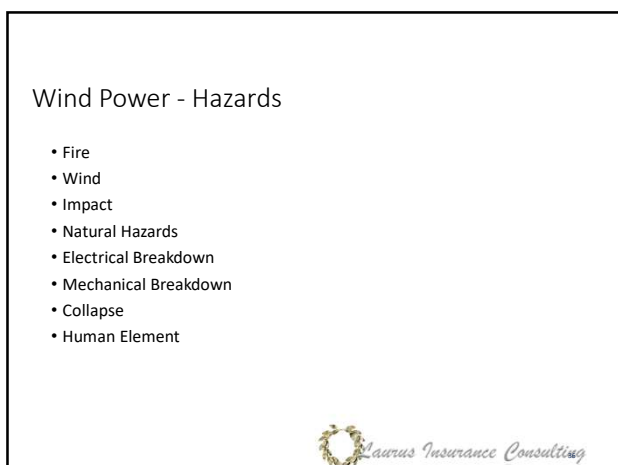 Wind Power - Hazards
• Fire
• Wind
• Impact
• Natural Hazards
• Electrical Breakdown
• Mechanical Breakdown
• Collapse
• Human Element
Laurus Insurance Consulting